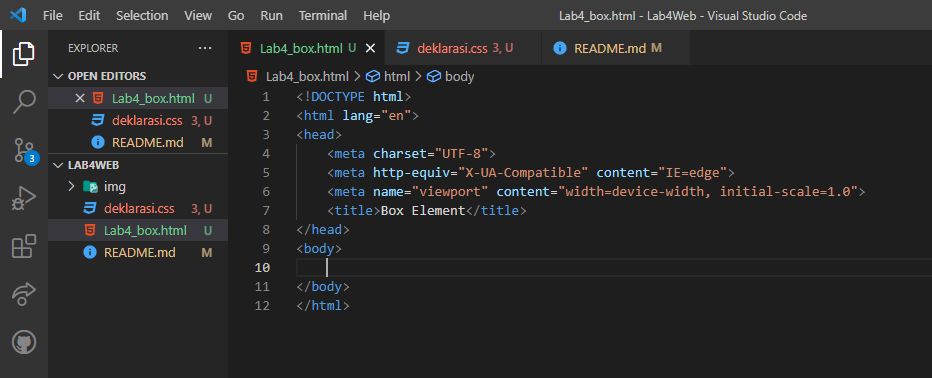 File Edit Selection View Go Run Terminal Help Lab4_box.html - Lab4Web - Visual Studio Code
EXPLORER ...
OPEN EDITORS
Lab4_box.html U
deklarasi.css 3, U
README.md M
LAB4WEB
img
deklarasi.css 3, U
Lab4_box.html U
README.md M
3
Lab4_box.html U deklarasi.css 3, U README.md M
Lab4_box.html > html > body
1 <!DOCTYPE html>
2 <html lang="en">
3 <head>
4 <meta charset="UTF-8">
5 <meta http-equiv="X-UA-Compatible" content="IE=edge">
6 <meta name="viewport" content="width=device-width, initial-scale=1.0">
7 <title>Box Element</title>
8 </head>
9 <body>
10
11 </body>
12 </html>